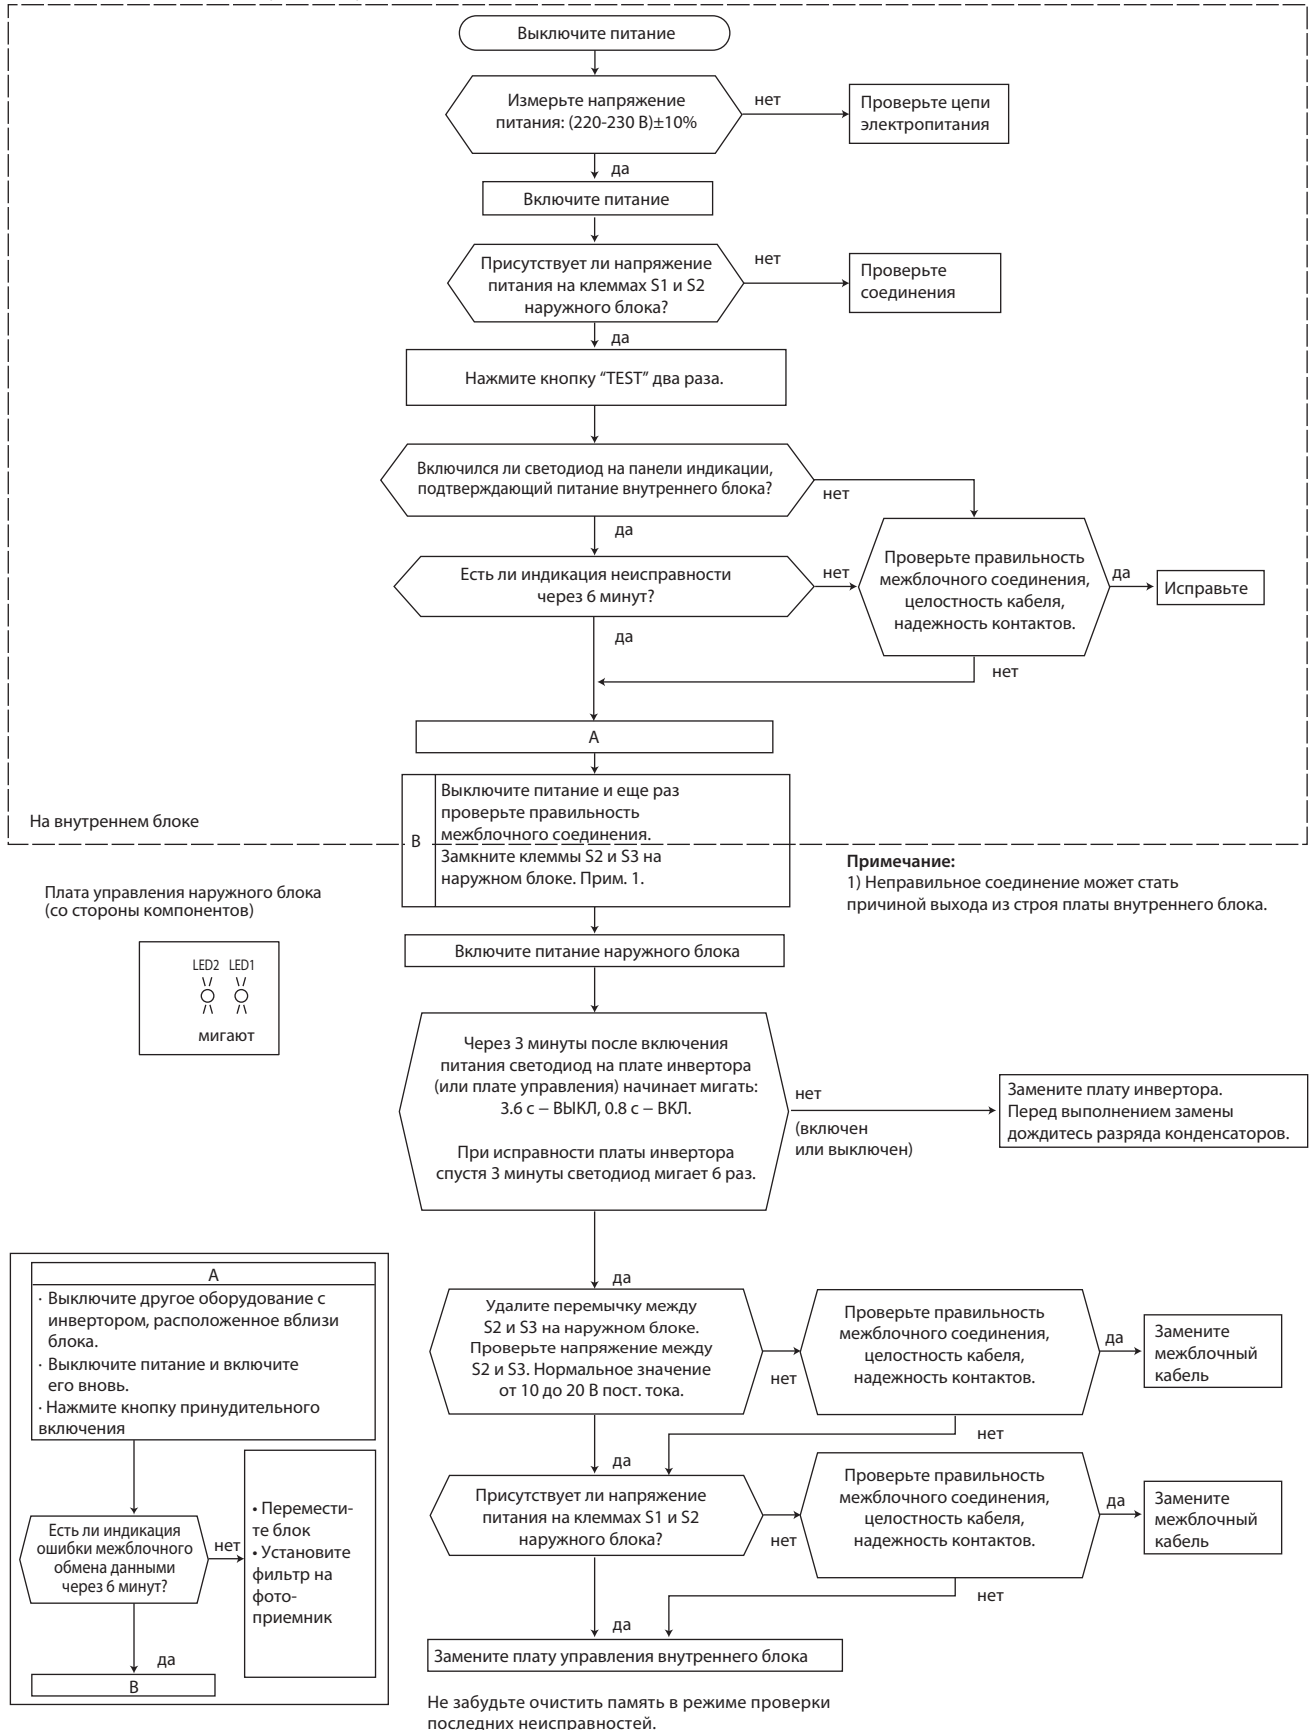 Выключите питание
Измерьте напряжение
питания: (220-230 В)±10%
нет
Проверьте цепи
электропитания
да
Включите питание
Присутствует ли напряжение
питания на клеммах S1 и S2
наружного блока?
нет
Проверьте
соединения
да
Нажмите кнопку “TEST” два раза.
Включился ли светодиод на панели индикации,
подтверждающий питание внутреннего блока?
нет
да
Есть ли индикация неисправности
через 6 минут?
нет
Проверьте правильность
межблочного соединения,
целостность кабеля,
надежность контактов.
да
Исправьте
да
нет
A
B
Выключите питание и еще раз
проверьте правильность
межблочного соединения.
Замкните клеммы S2 и S3 на
наружном блоке. Прим. 1.
На внутреннем блоке
Примечание:
1) Неправильное соединение может стать
причиной выхода из строя платы внутреннего блока.
Плата управления наружного блока
(со стороны компонентов)
LED2 LED1
мигают
Включите питание наружного блока
Через 3 минуты после включения
питания светодиод на плате инвертора
(или плате управления) начинает мигать:
3.6 с – ВЫКЛ, 0.8 с – ВКЛ.
При исправности платы инвертора
спустя 3 минуты светодиод мигает 6 раз.
нет
(включен
или выключен)
Замените плату инвертора.
Перед выполнением замены
дождитесь разряда конденсаторов.
да
Удалите перемычку между
S2 и S3 на наружном блоке.
Проверьте напряжение между
S2 и S3. Нормальное значение
от 10 до 20 В пост. тока.
нет
Проверьте правильность
межблочного соединения,
целостность кабеля,
надежность контактов.
да
Замените
межблочный
кабель
нет
да
Присутствует ли напряжение
питания на клеммах S1 и S2
наружного блока?
нет
Проверьте правильность
межблочного соединения,
целостность кабеля,
надежность контактов.
да
Замените
межблочный
кабель
нет
да
Замените плату управления внутреннего блока
Не забудьте очистить память в режиме проверки
последних неисправностей.
A
· Выключите другое оборудование с
инвертором, расположенное вблизи
блока.
· Выключите питание и включите
его вновь.
· Нажмите кнопку принудительного
включения
Есть ли индикация
ошибки межблочного
обмена данными
через 6 минут?
нет
• Перемести-
те блок
• Установите
фильтр на
фото-
приемник
да
B